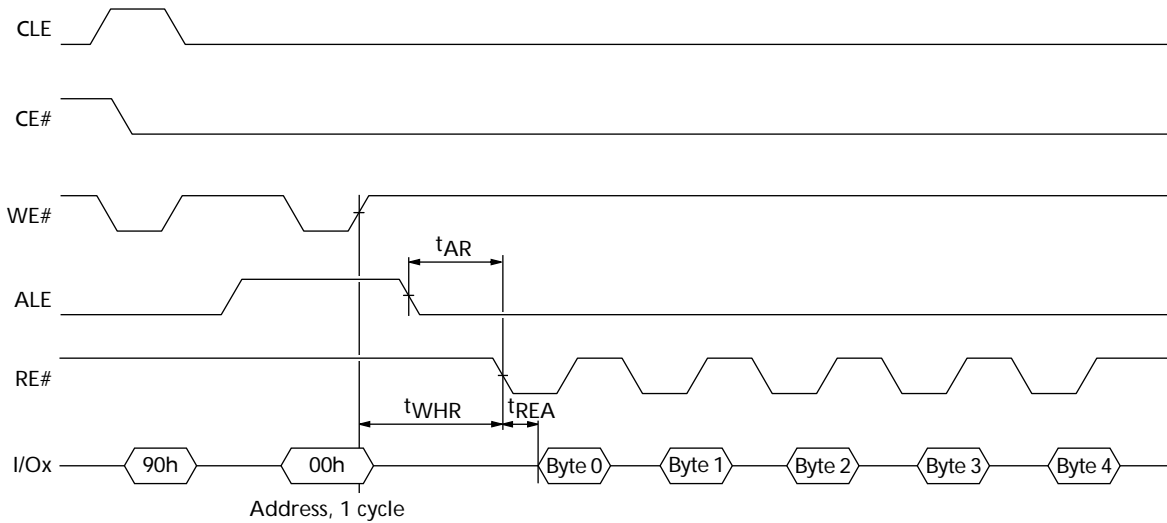 CLE
CE#
WE#
tAR
ALE
RE#
tWHR tREA
I/Ox 90h 00h Byte 0 Byte 1 Byte 2 Byte 3 Byte 4
Address, 1 cycle